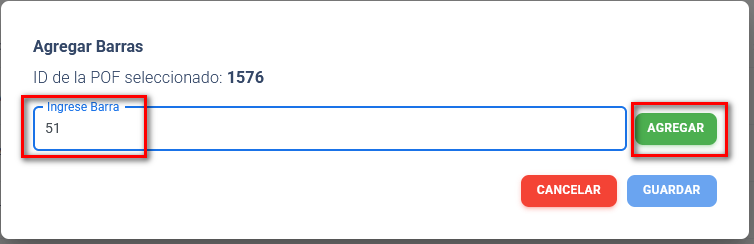 Agregar Barras
ID de la POF seleccionado: 1576
Ingrese Barra
51
AGREGAR
CANCELAR
GUARDAR